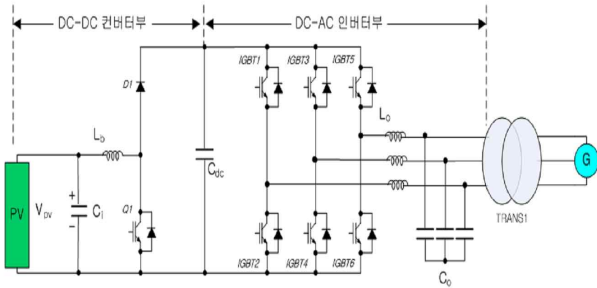 DC-DC 컨버터부
DC-AC 인버터부
IGBT1
IGBT3
IGBT5
D1
Lb
Lo
Cdc
PV
VPV
+
Ci
−
Q1
G
TRANS1
IGBT2
IGBT4
IGBT6
Co